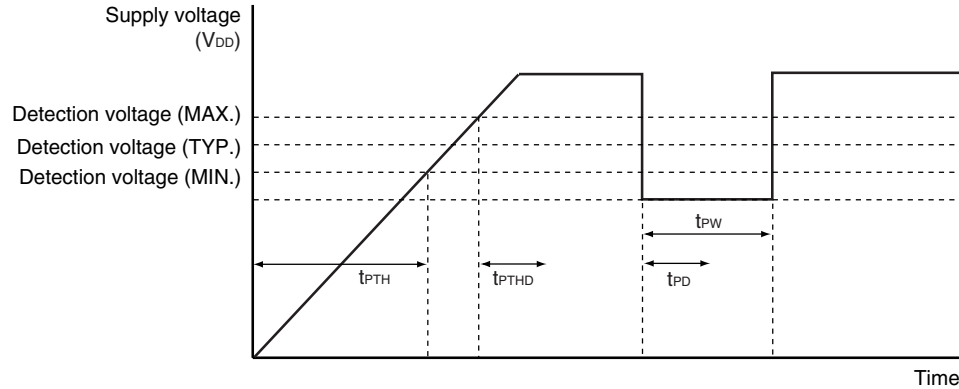 Supply voltage
(VDD)
Detection voltage (MAX.)
Detection voltage (TYP.)
Detection voltage (MIN.)
tPW
tPTH
tPTHD
tPD
Time